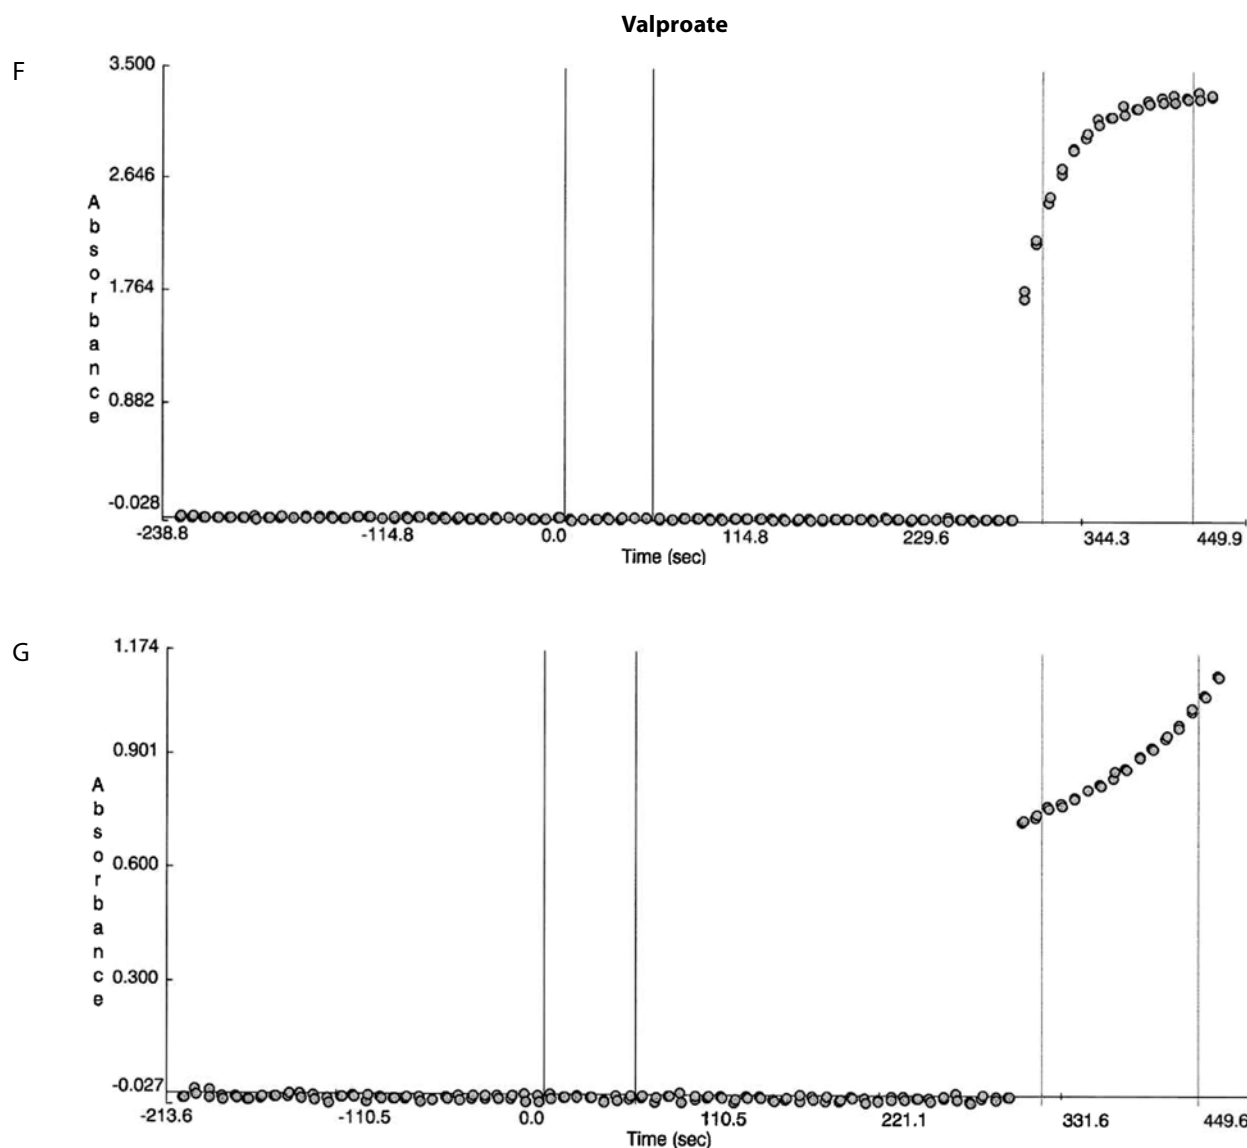 Valproate
F
3.500
2.646
1.764
0.882
-0.028
Absorbance
-238.8 -114.8 0.0 114.8 229.6 344.3 449.9
Time (sec)
G
1.174
0.901
0.600
0.300
-0.027
Absorbance
-213.6 -110.5 0.0 110.5 221.1 331.6 449.6
Time (sec)